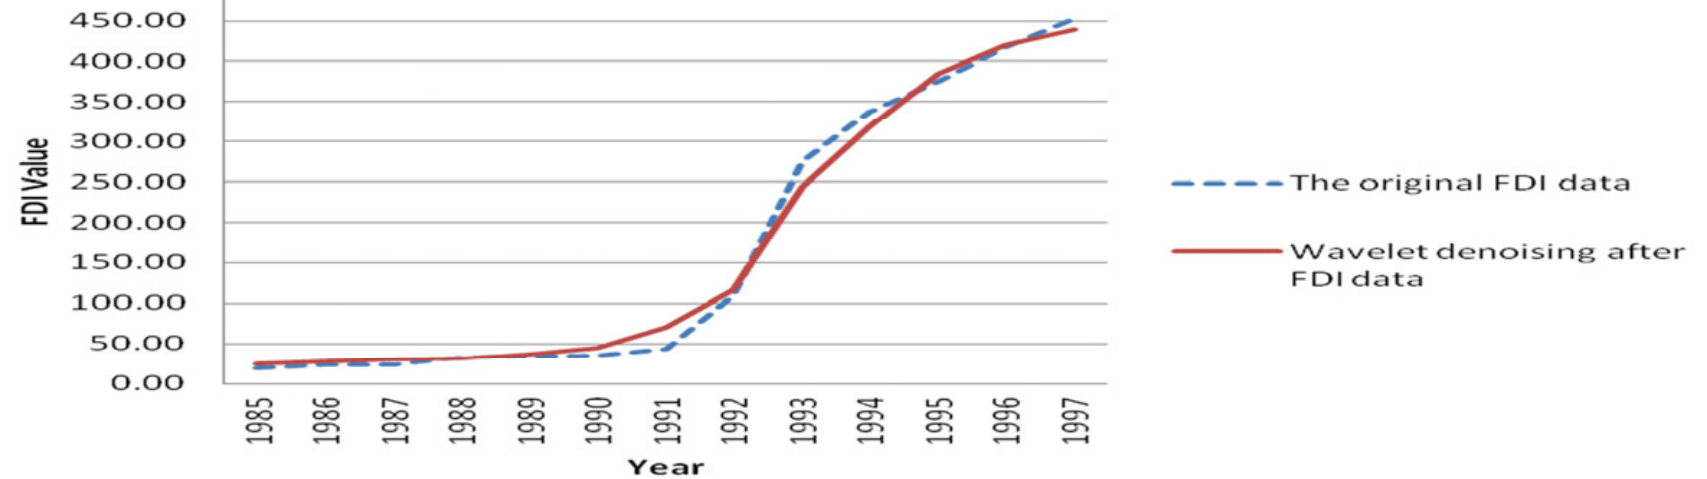 450.00
400.00
350.00
300.00
250.00
200.00
150.00
100.00
50.00
0.00
FDI Value
1985 1986 1987 1988 1989 1990 1991 1992 1993 1994 1995 1996 1997
Year
The original FDI data
Wavelet denoising after
FDI data